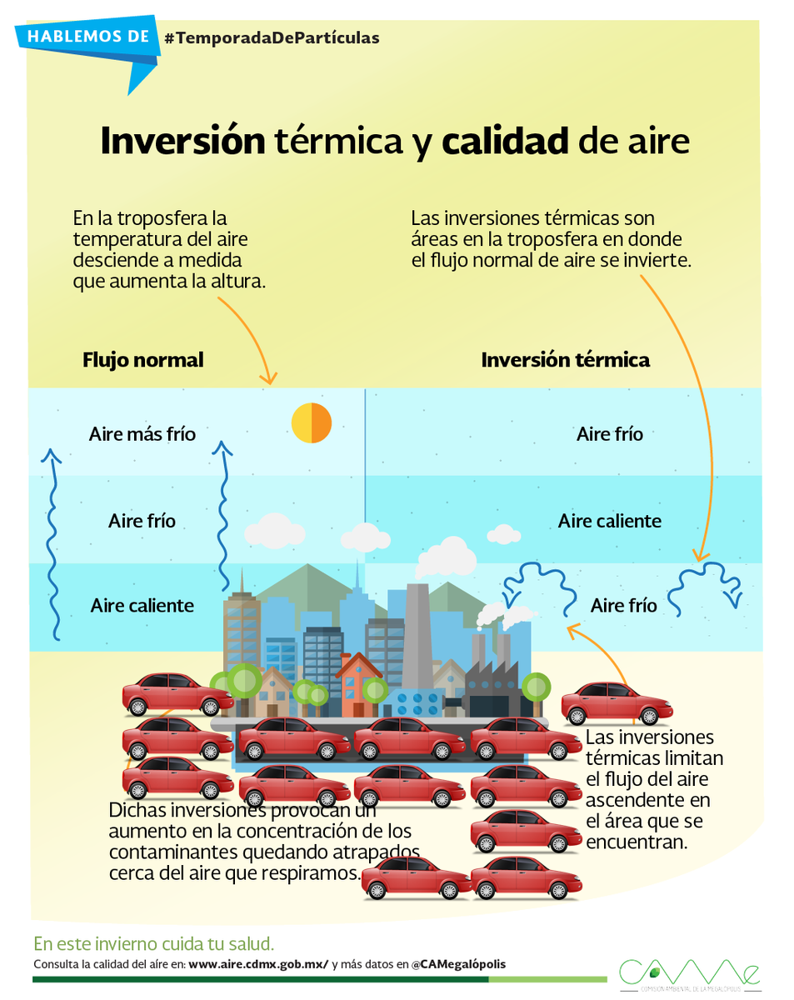 HABLEMOS DE
#TemporadaDePartículas
Inversión térmica y calidad de aire
En la troposfera la
temperatura del aire
desciende a medida
que aumenta la altura.
Las inversiones térmicas son
áreas en la troposfera en donde
el flujo normal de aire se invierte.
Flujo normal
Inversión térmica
Aire más frío
Aire frío
Aire caliente
Aire frío
Aire caliente
Aire frío
Las inversiones
térmicas limitan
el flujo del aire
ascendente en
el área que se
encuentran.
Dichas inversiones provocan un
aumento en la concentración de los
contaminantes quedando atrapados
cerca del aire que respiramos.
En este invierno cuida tu salud.
Consulta la calidad del aíre en: www.aire.cdmx.gob.mx/ y más datos en @CAMegalópolis
CAMe
COMISIÓN AMBIENTAL DE LA MEGALÓPOLIS